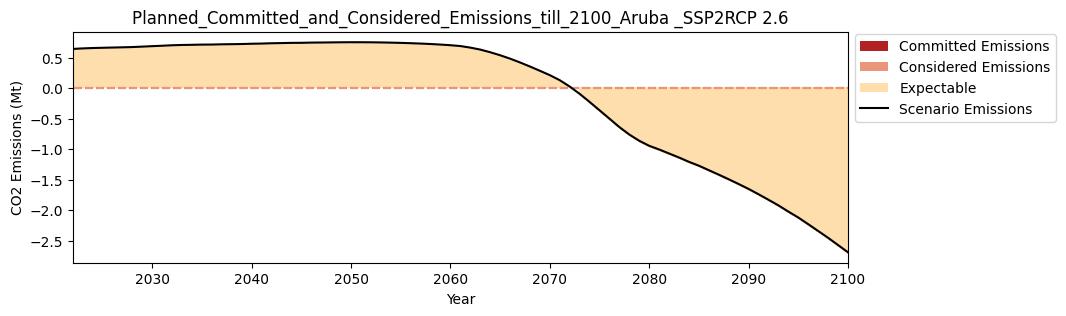 Planned_Committed_and_Considered_Emissions_till_2100_Aruba _SSP2RCP 2.6
CO2 Emissions (Mt)
0.5
0.0
−0.5
−1.0
−1.5
−2.0
−2.5
2030 2040 2050 2060 2070 2080 2090 2100
Year
Committed Emissions
Considered Emissions
Expectable
Scenario Emissions